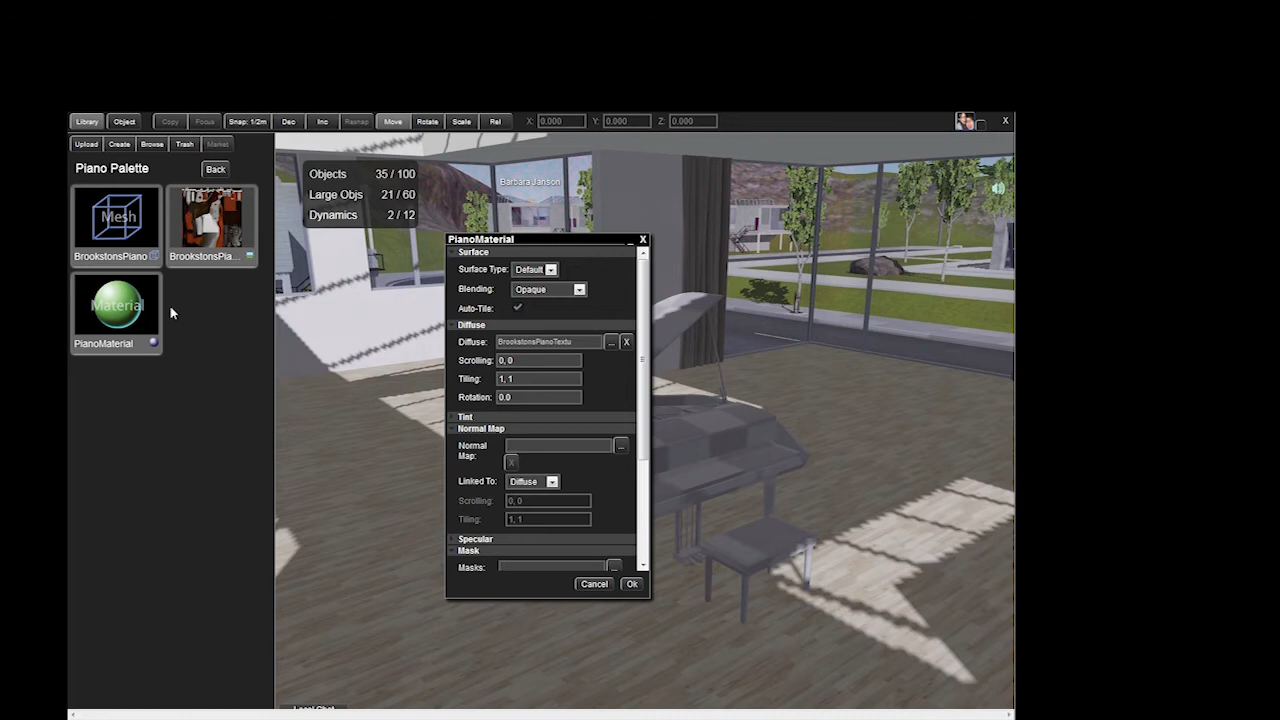 Library Object Copy Focus Snap: 1/2m Dec Inc Resnap Move Rotate Scale Rel X: 0.000 Y: 0.000 Z: 0.000 X
Upload Create Browse Trash Market
Piano Palette Back
Mesh
BrookstonsPiano BrookstonsPia...
Material
PianoMaterial
Objects 35 / 100
Large Objs 21 / 60
Dynamics 2 / 12
Barbara Janson
PianoMaterial _ X
Surface
Surface Type: Default
Blending: Opaque
Auto-Tile:
Diffuse
Diffuse: BrookstonsPianoTextu ... X
Scrolling: 0, 0
Tiling: 1, 1
Rotation: 0.0
Tint
Normal Map
Normal Map: ...
X
Linked To: Diffuse
Scrolling: 0, 0
Tiling: 1, 1
Specular
Mask
Masks: ...
Cancel Ok
Local Chat